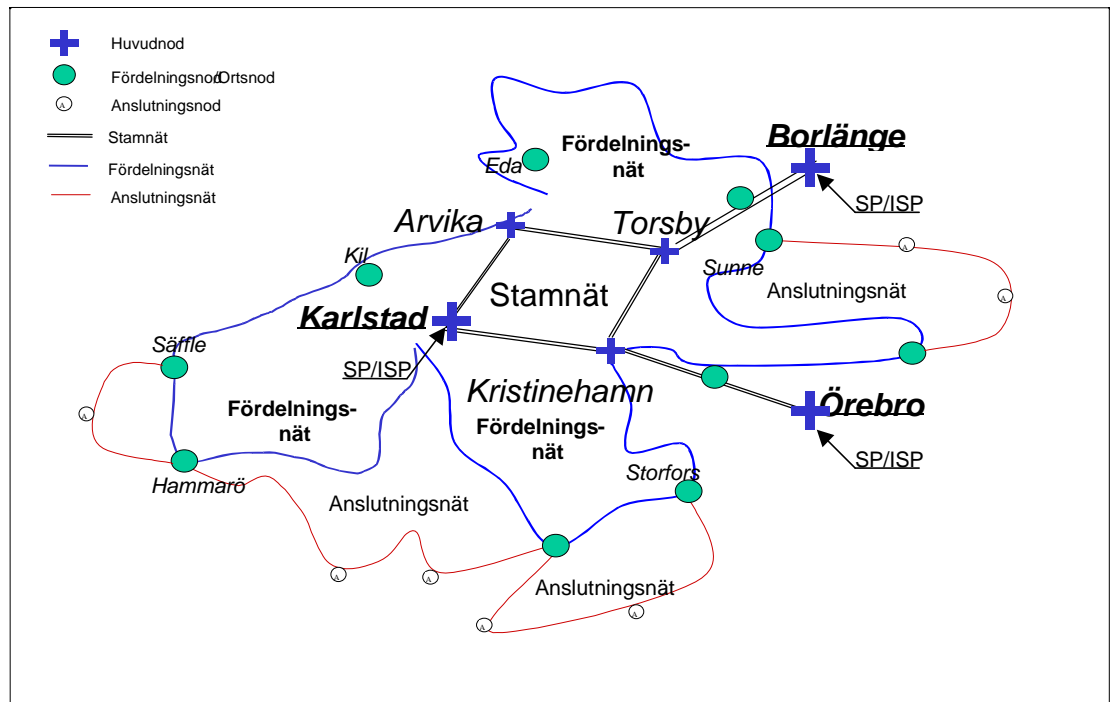 Huvudnod
Fördelningsnod/Ortsnod
A
Anslutningsnod
Stamnät
Fördelningsnät
Anslutningsnät
Fördelnings-
nät
Borlänge
SP/ISP
Eda
Arvika
Torsby
Sunne
A
Anslutningsnät
A
Kil
Stamnät
Karlstad
SP/ISP
Säffle
Kristinehamn
Örebro
SP/ISP
Fördelnings-
nät
Fördelnings-
nät
A
Hammarö
Storfors
Anslutningsnät
A
A
Anslutningsnät
A
A